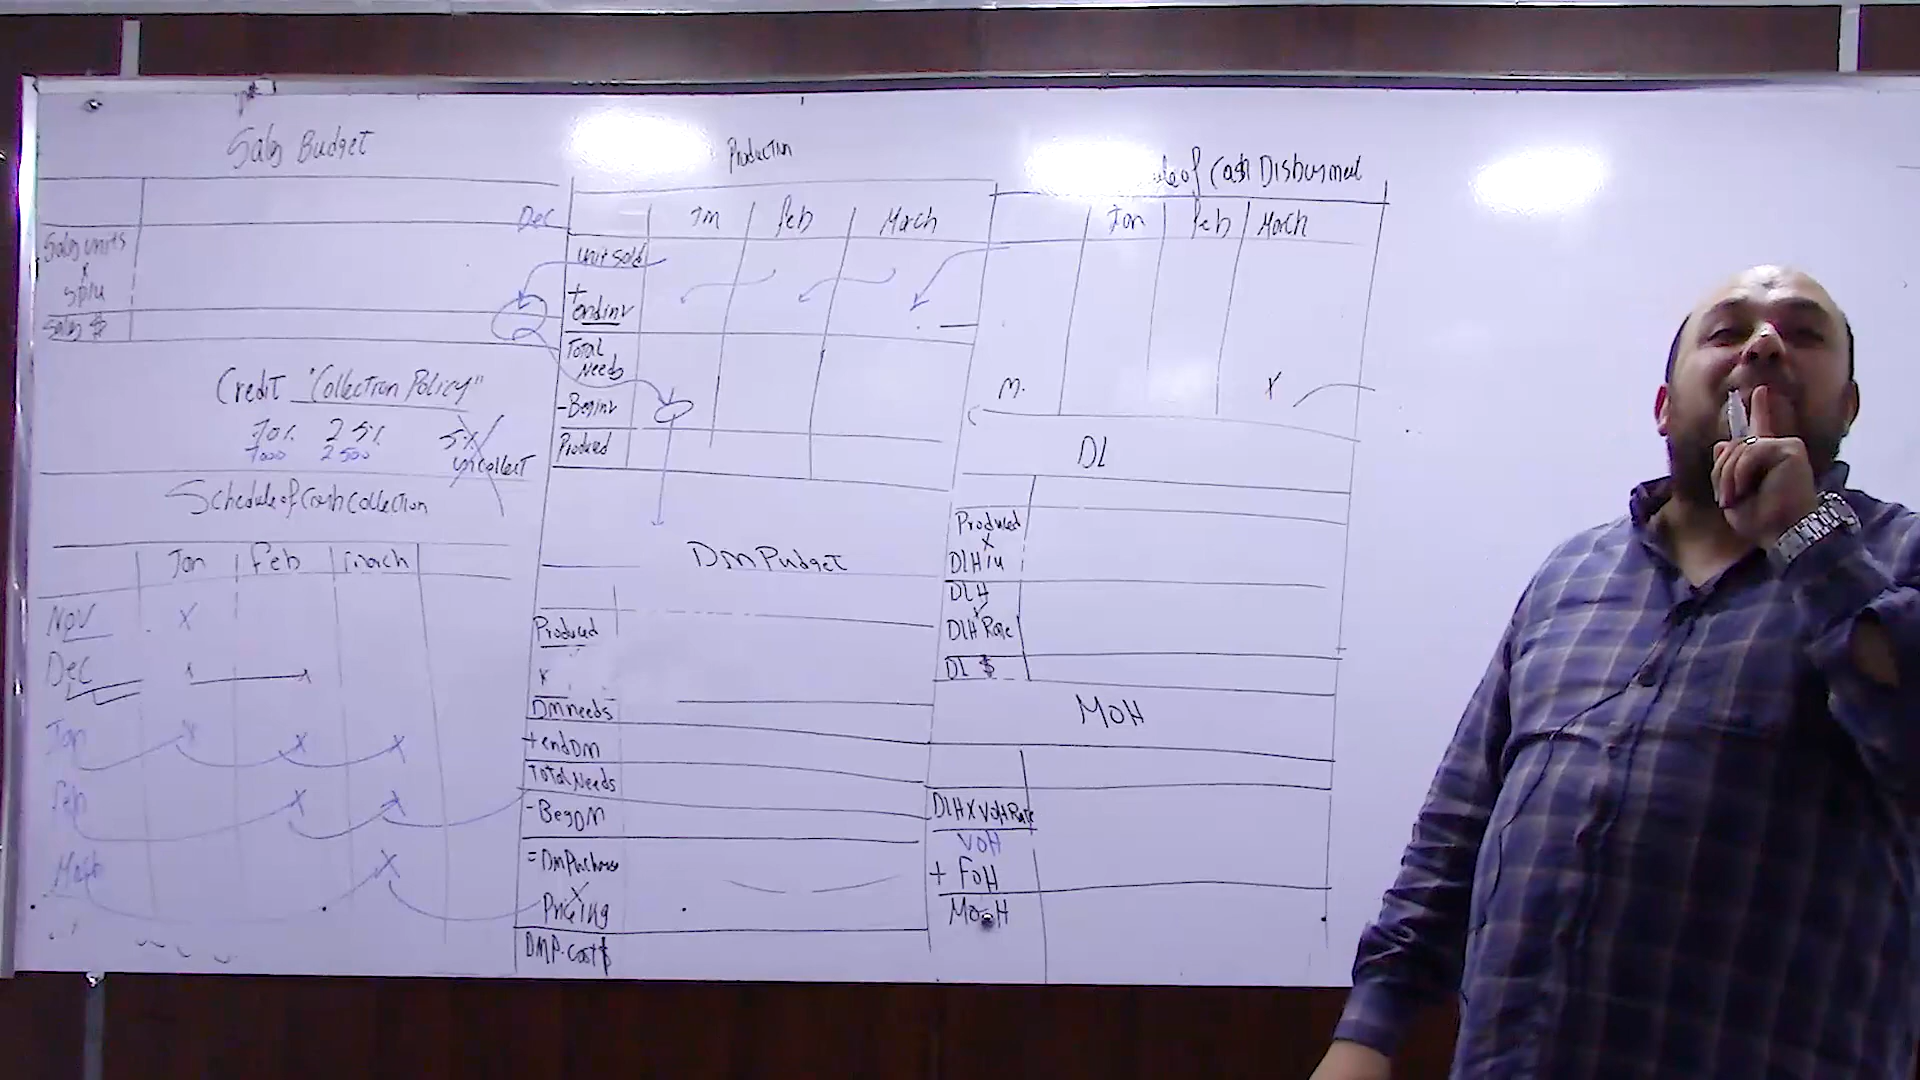 Sales Budget
Dec
Sales units
x
Sales $
Credit "Collection Policy"
70% 25% 5%
7000 2500 uncollect
Schedule of Cash Collection
Jan Feb March
Nov x
Dec
Jan x x x
Feb x x
March x
Production
Jan Feb March
unit sold
+
end inv
Total
Needs
- Beg inv
Produced
DM Budget
Produced
x
DM needs
+ end DM
Total Needs
- Beg DM
= DM Purchases
x
Pricing
DMP. Cost $
of Cash Disbursment
Jan Feb March
M. x
DL
Produced
x
DLH/u
DLH
x
DLH Rate
DL $
MOH
DLH x VOH Rate
VOH
+ FOH
MOH